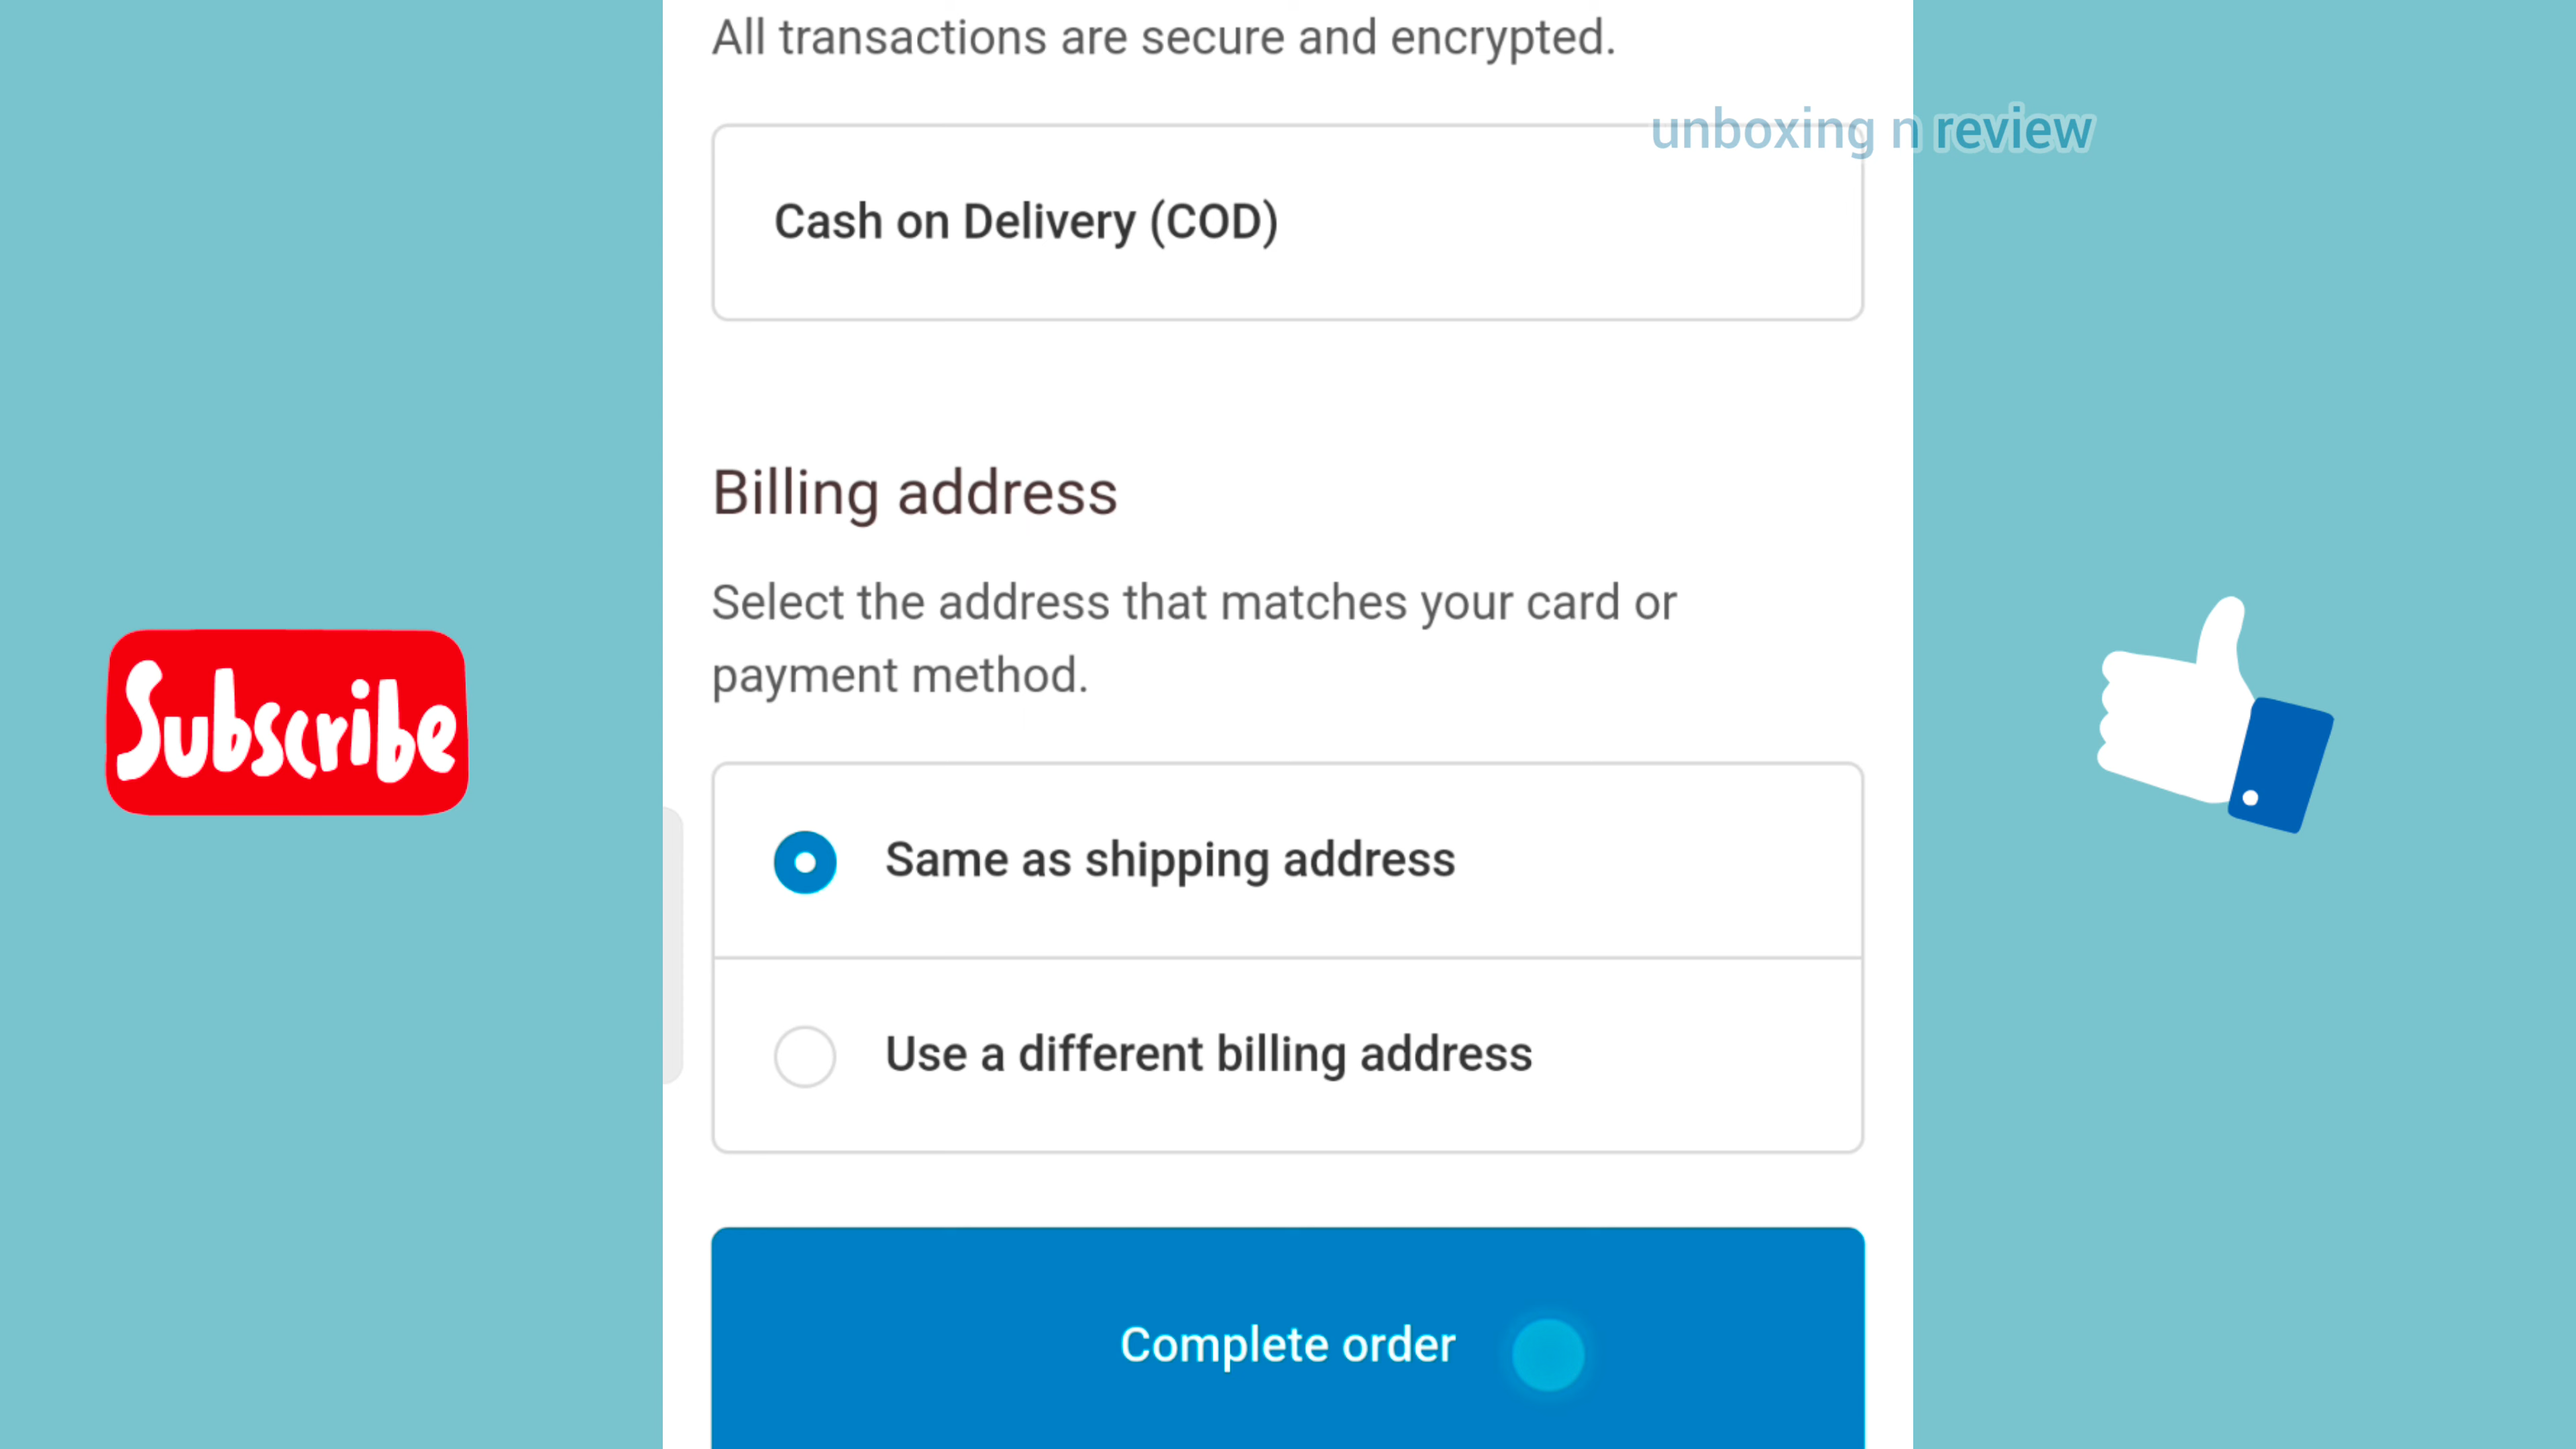 All transactions are secure and encrypted.
unboxing n review
Cash on Delivery (COD)
Billing address
Select the address that matches your card or
payment method.
Subscribe
Same as shipping address
Use a different billing address
Complete order